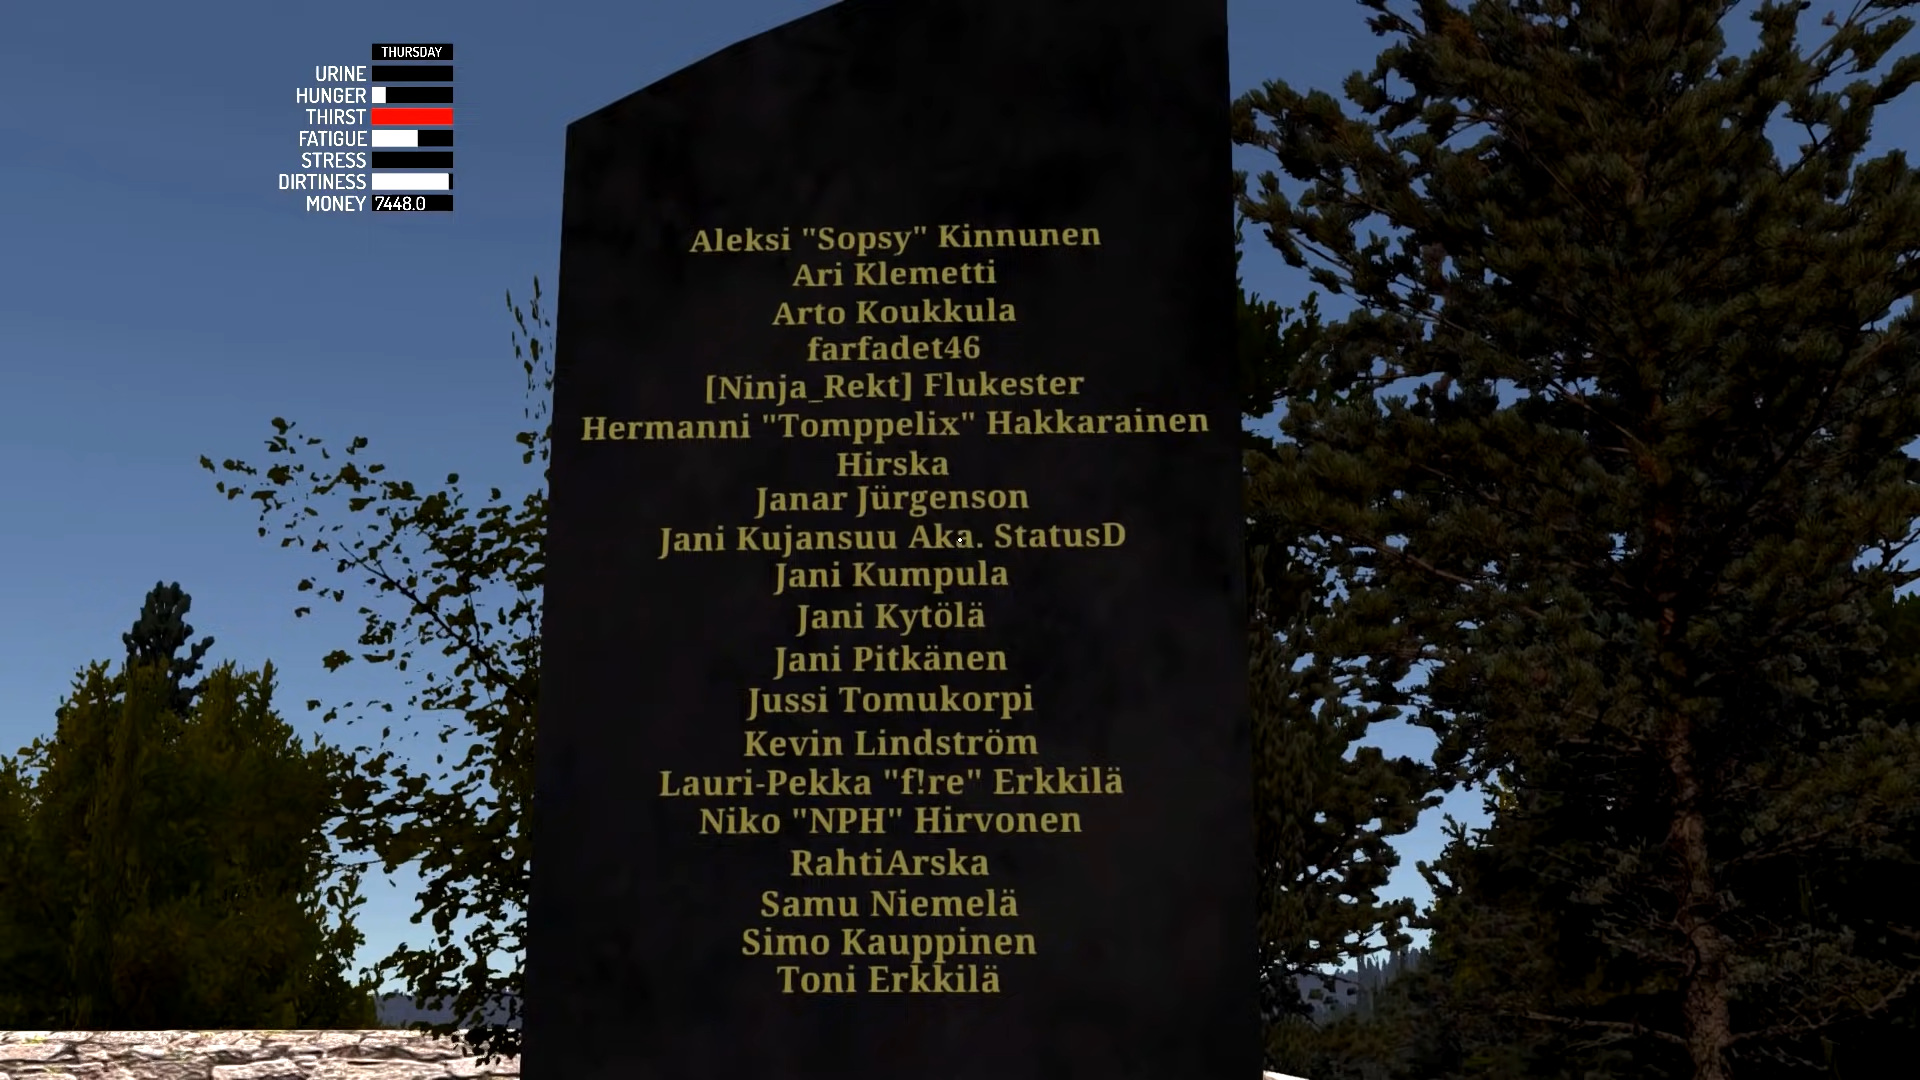 THURSDAY
URINE
HUNGER
THIRST
FATIGUE
STRESS
DIRTINESS
MONEY 7448.0
Aleksi "Sopsy" Kinnunen
Ari Klemetti
Arto Koukkula
farfadet46
[Ninja_Rekt] Flukester
Hermanni "Tomppelix" Hakkarainen
Hirska
Janar Jürgenson
Jani Kujansuu Aka. StatusD
Jani Kumpula
Jani Kytölä
Jani Pitkänen
Jussi Tomukorpi
Kevin Lindström
Lauri-Pekka "f!re" Erkkilä
Niko "NPH" Hirvonen
RahtiArska
Samu Niemelä
Simo Kauppinen
Toni Erkkilä